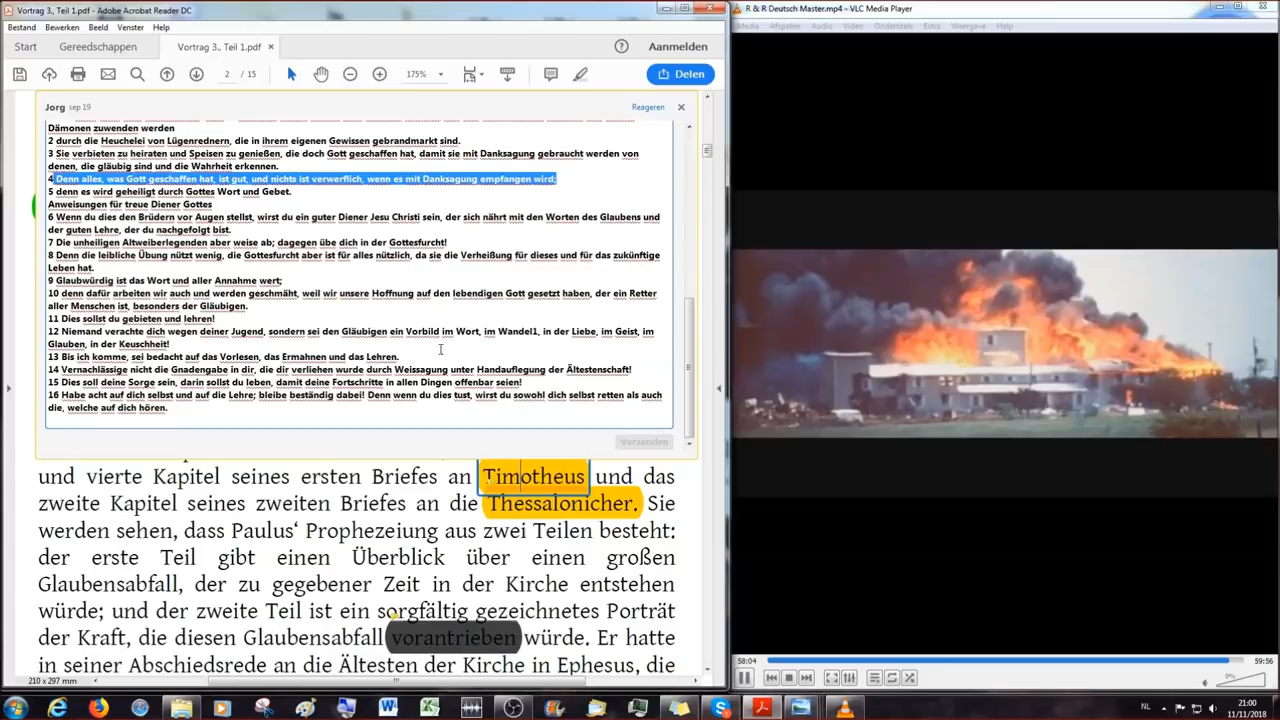 Vortrag 3., Teil 1.pdf - Adobe Acrobat Reader DC
Bestand Bewerken Beeld Venster Help
Start Gereedschappen Vortrag 3., Teil 1.pdf × Aanmelden
2 / 15 175% Delen
Jorg sep 19 Reageren
Dämonen zuwenden werden
2 durch die Heuchelei von Lügenrednern, die in ihrem eigenen Gewissen gebrandmarkt sind.
3 Sie verbieten zu heiraten und Speisen zu genießen, die doch Gott geschaffen hat, damit sie mit Danksagung gebraucht werden von
denen, die gläubig sind und die Wahrheit erkennen.
4 Denn alles, was Gott geschaffen hat, ist gut, und nichts ist verwerflich, wenn es mit Danksagung empfangen wird;
5 denn es wird geheiligt durch Gottes Wort und Gebet.
Anweisungen für treue Diener Gottes
6 Wenn du dies den Brüdern vor Augen stellst, wirst du ein guter Diener Jesu Christi sein, der sich nährt mit den Worten des Glaubens und
der guten Lehre, der du nachgefolgt bist.
7 Die unheiligen Altweiberlegenden aber weise ab; dagegen übe dich in der Gottesfurcht!
8 Denn die leibliche Übung nützt wenig, die Gottesfurcht aber ist für alles nützlich, da sie die Verheißung für dieses und für das zukünftige
Leben hat.
9 Glaubwürdig ist das Wort und aller Annahme wert;
10 denn dafür arbeiten wir auch und werden geschmäht, weil wir unsere Hoffnung auf den lebendigen Gott gesetzt haben, der ein Retter
aller Menschen ist, besonders der Gläubigen.
11 Dies sollst du gebieten und lehren!
12 Niemand verachte dich wegen deiner Jugend, sondern sei den Gläubigen ein Vorbild im Wort, im Wandel1, in der Liebe, im Geist, im
Glauben, in der Keuschheit!
13 Bis ich komme, sei bedacht auf das Vorlesen, das Ermahnen und das Lehren.
14 Vernachlässige nicht die Gnadengabe in dir, die dir verliehen wurde durch Weissagung unter Handauflegung der Ältestenschaft!
15 Dies soll deine Sorge sein, darin sollst du leben, damit deine Fortschritte in allen Dingen offenbar seien!
16 Habe acht auf dich selbst und auf die Lehre; bleibe beständig dabei! Denn wenn du dies tust, wirst du sowohl dich selbst retten als auch
die, welche auf dich hören.
Verzenden
und vierte Kapitel seines ersten Briefes an Timotheus und das
zweite Kapitel seines zweiten Briefes an die Thessalonicher. Sie
werden sehen, dass Paulus‘ Prophezeiung aus zwei Teilen besteht:
der erste Teil gibt einen Überblick über einen großen
Glaubensabfall, der zu gegebener Zeit in der Kirche entstehen
würde; und der zweite Teil ist ein sorgfältig gezeichnetes Porträt
der Kraft, die diesen Glaubensabfall vorantrieben würde. Er hatte
in seiner Abschiedsrede an die Ältesten der Kirche in Ephesus, die
210 x 297 mm
R & R Deutsch Master.mp4 - VLC Media Player
Media Afspelen Audio Video Ondertiteling Extra Weergave Help
58:04 59:56
0%
NL 21:00
11/11/2018